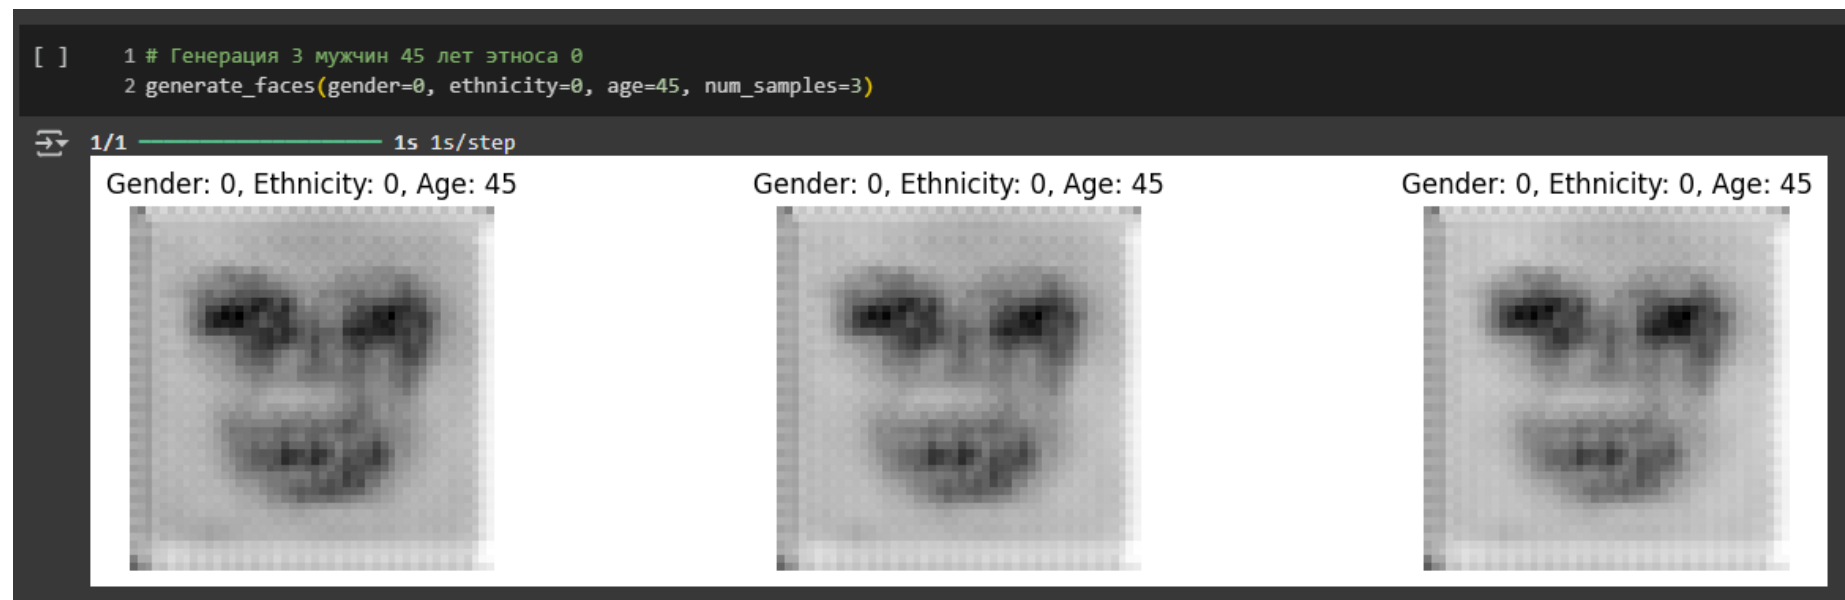 [ ] 1 # Генерация 3 мужчин 45 лет этноса 0
2 generate_faces(gender=0, ethnicity=0, age=45, num_samples=3)
1/1 ━━━━━━━━━━━━━━━━━━━━ 1s 1s/step
Gender: 0, Ethnicity: 0, Age: 45
Gender: 0, Ethnicity: 0, Age: 45
Gender: 0, Ethnicity: 0, Age: 45